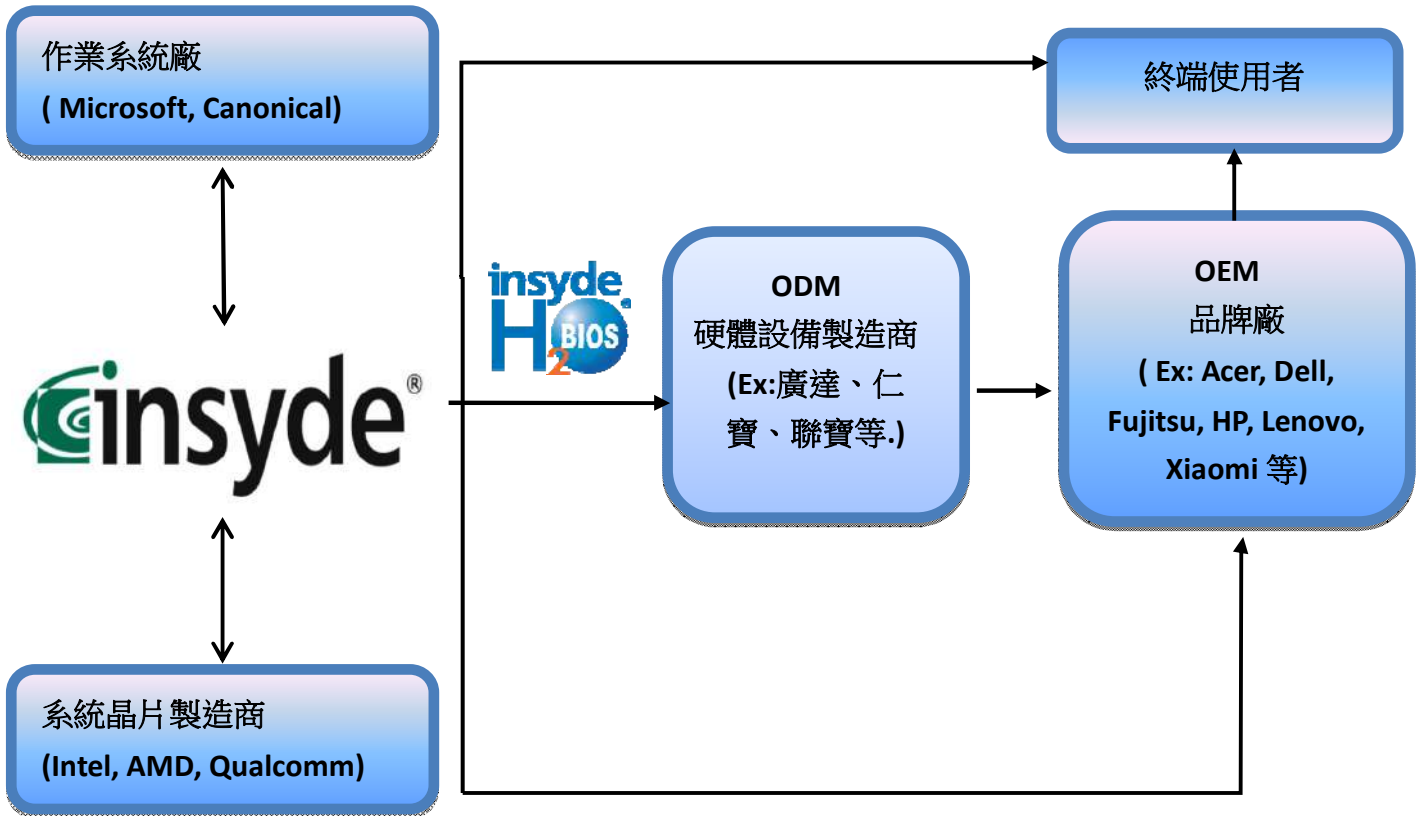 作業系統廠
( Microsoft, Canonical)
終端使用者
insyde®
H2BIOS
ODM
硬體設備製造商
(Ex:廣達、仁
寶、聯寶等.)
OEM
品牌廠
( Ex: Acer, Dell,
Fujitsu, HP, Lenovo,
Xiaomi 等)
insyde®
系統晶片製造商
(Intel, AMD, Qualcomm)